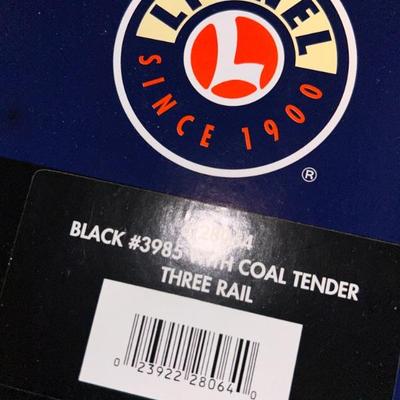 LIONEL
SINCE 1900
®
BLACK #3985 WITH COAL TENDER
THREE RAIL
0 23922 28064 0